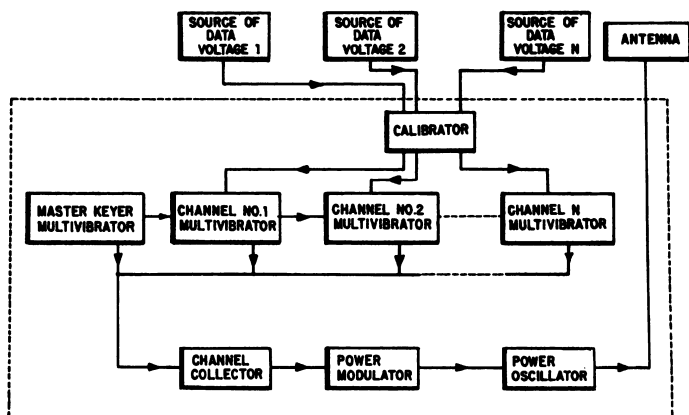 SOURCE OF
DATA
VOLTAGE 1
SOURCE OF
DATA
VOLTAGE 2
SOURCE OF
DATA
VOLTAGE N
ANTENNA
CALIBRATOR
MASTER KEYER
MULTIVIBRATOR
CHANNEL NO.1
MULTIVIBRATOR
CHANNEL NO.2
MULTIVIBRATOR
CHANNEL N
MULTIVIBRATOR
CHANNEL
COLLECTOR
POWER
MODULATOR
POWER
OSCILLATOR